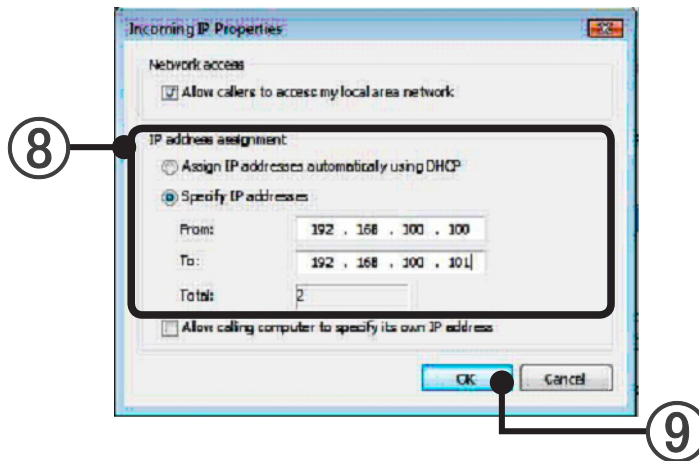 Incoming IP Properties
Network access
Allow callers to access my local area network
8
IP address assignment
Assign IP addresses automatically using DHCP
Specify IP addresses
From: 192 . 168 . 100 . 100
To: 192 . 168 . 100 . 101
Total: 2
Allow calling computer to specify its own IP address
OK Cancel
9